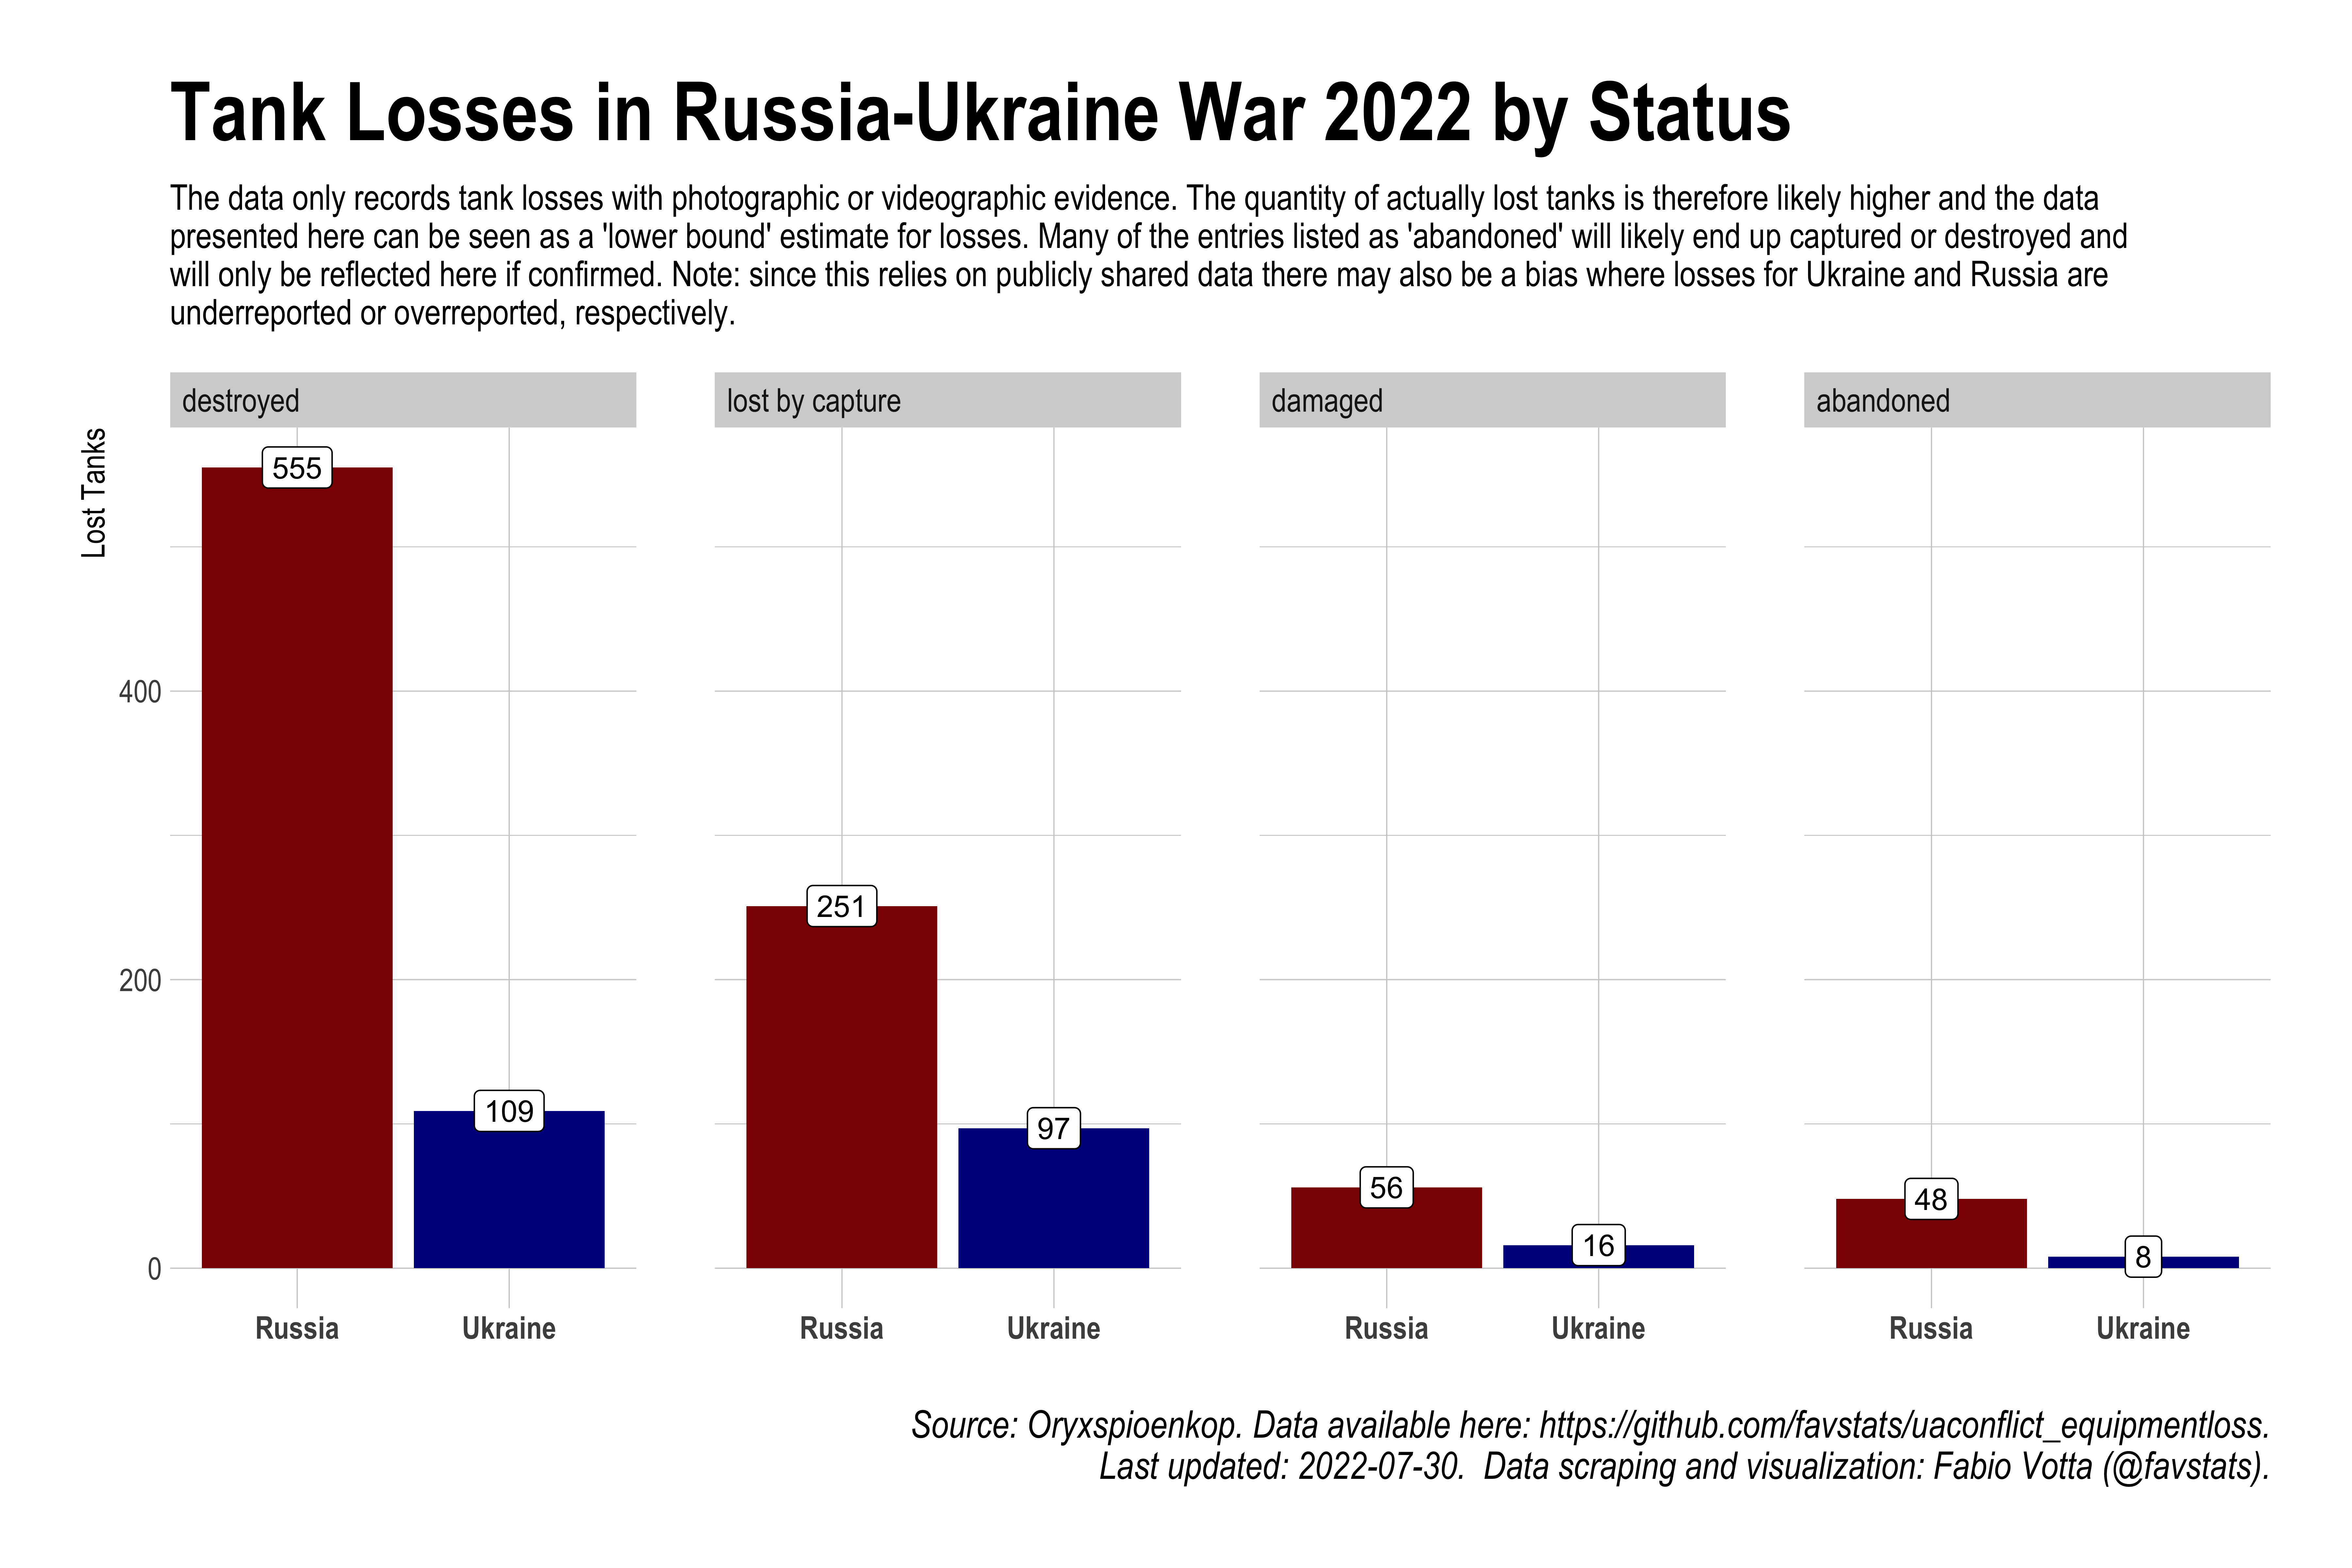 Tank Losses in Russia-Ukraine War 2022 by Status
The data only records tank losses with photographic or videographic evidence. The quantity of actually lost tanks is therefore likely higher and the data
presented here can be seen as a 'lower bound' estimate for losses. Many of the entries listed as 'abandoned' will likely end up captured or destroyed and
will only be reflected here if confirmed. Note: since this relies on publicly shared data there may also be a bias where losses for Ukraine and Russia are
underreported or overreported, respectively.
destroyed
lost by capture
damaged
abandoned
Lost Tanks
400
200
0
555
109
251
97
56
16
48
8
Russia
Ukraine
Russia
Ukraine
Russia
Ukraine
Russia
Ukraine
Source: Oryxspioenkop. Data available here: https://github.com/favstats/uaconflict_equipmentloss.
Last updated: 2022-07-30.  Data scraping and visualization: Fabio Votta (@favstats).